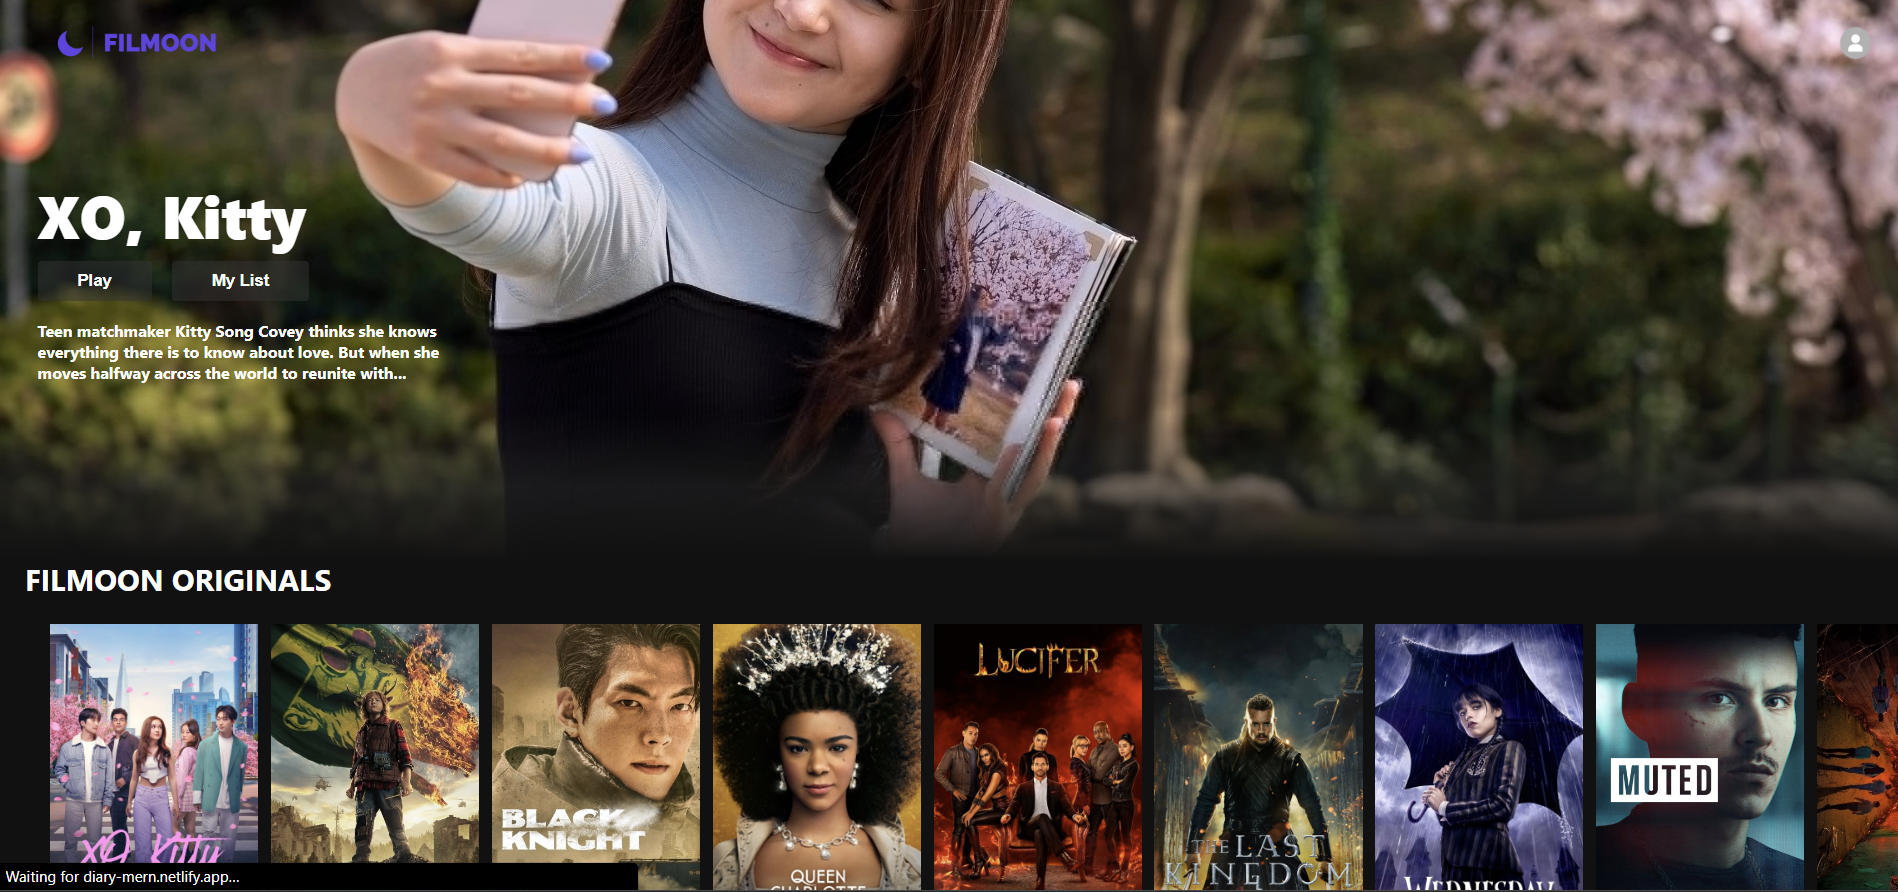 FILMOON
XO, Kitty
Play
My List
Teen matchmaker Kitty Song Covey thinks she knows
everything there is to know about love. But when she
moves halfway across the world to reunite with...
FILMOON ORIGINALS
XO Kitty
BLACK
KNIGHT
QUEEN
CHARLOTTE
LUCIFER
THE LAST
KINGDOM
WEDNESDAY
MUTED
Waiting for diary-mern.netlify.app...